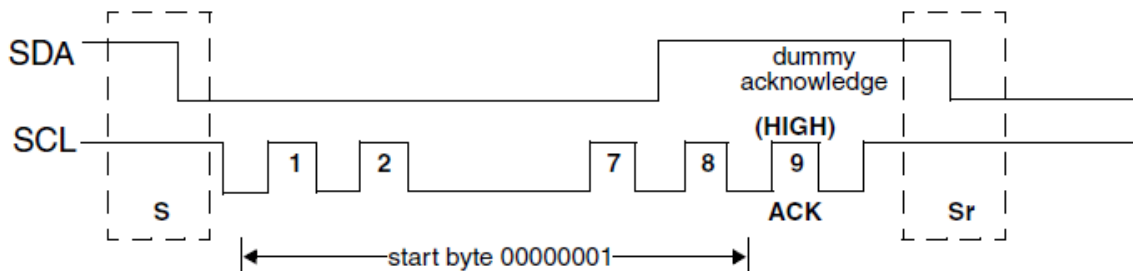 SDA
dummy
acknowledge
SCL
(HIGH)
1 2 7 8 9
S ACK Sr
start byte 00000001